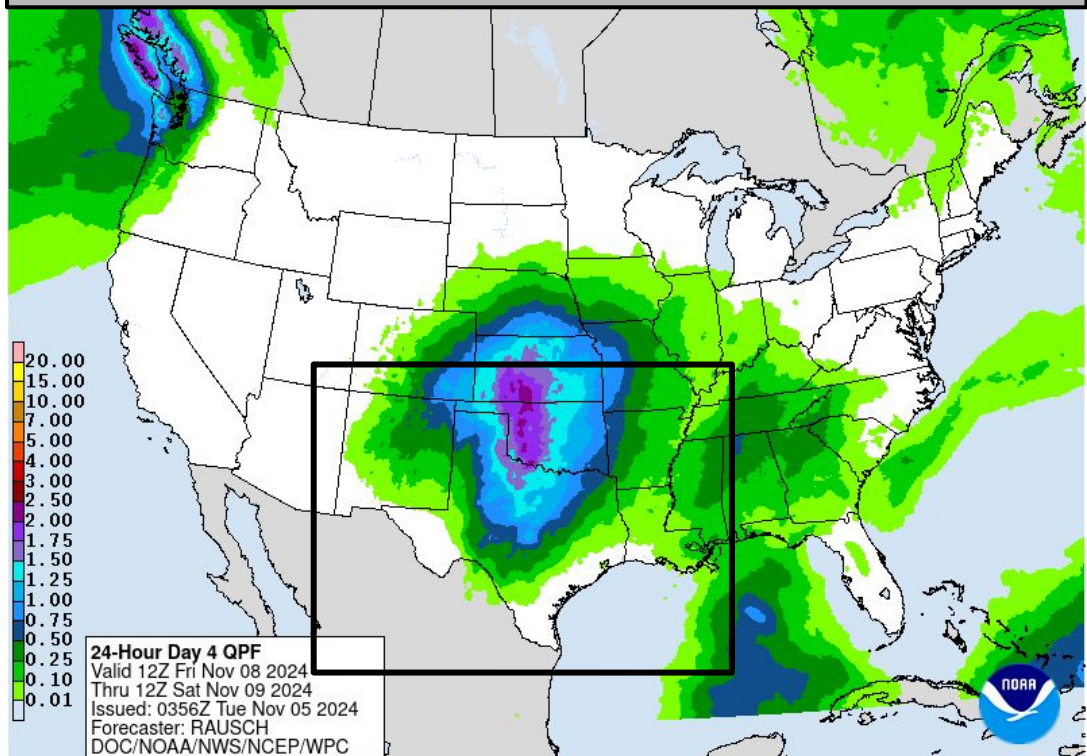 20.00
15.00
10.00
7.00
5.00
4.00
3.00
2.50
2.00
1.75
1.50
1.25
1.00
0.75
0.50
0.25
0.10
0.01
24-Hour Day 4 QPF
Valid 12Z Fri Nov 08 2024
Thru 12Z Sat Nov 09 2024
Issued: 0356Z Tue Nov 05 2024
Forecaster: RAUSCH
DOC/NOAA/NWS/NCEP/WPC
NOAA